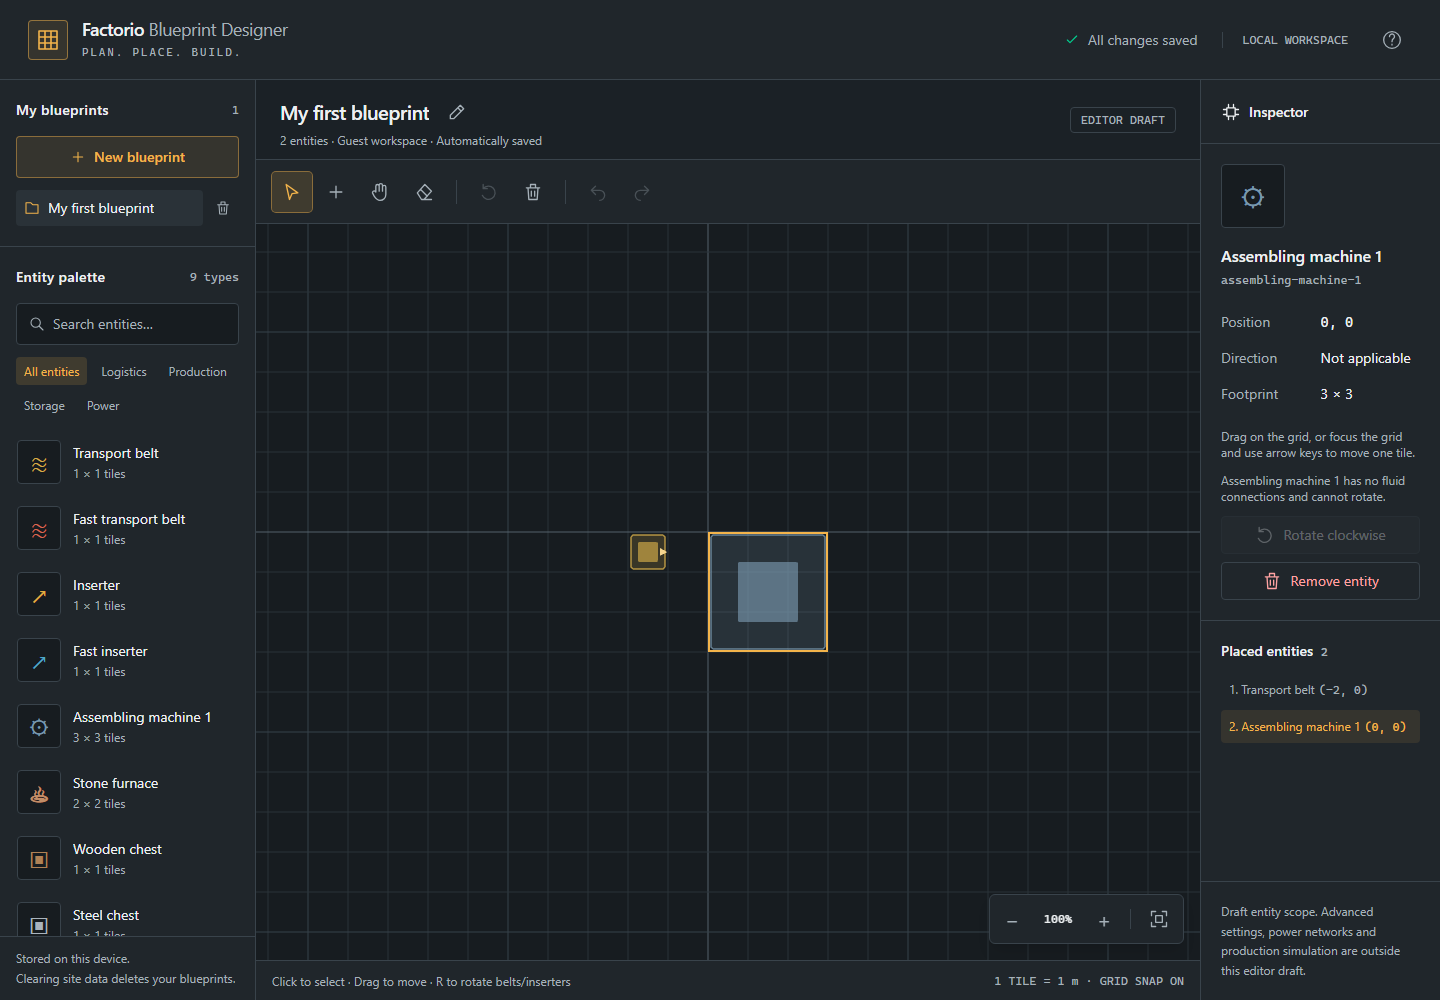 Factorio Blueprint Designer
PLAN. PLACE. BUILD.
All changes saved
LOCAL WORKSPACE
My blueprints 1
New blueprint
My first blueprint
Entity palette 9 types
Search entities...
All entities Logistics Production
Storage Power
Transport belt
1 × 1 tiles
Fast transport belt
1 × 1 tiles
Inserter
1 × 1 tiles
Fast inserter
1 × 1 tiles
Assembling machine 1
3 × 3 tiles
Stone furnace
2 × 2 tiles
Wooden chest
1 × 1 tiles
Steel chest
1 × 1 tiles
Stored on this device.
Clearing site data deletes your blueprints.
My first blueprint
2 entities · Guest workspace · Automatically saved
EDITOR DRAFT
100%
Click to select · Drag to move · R to rotate belts/inserters
1 TILE = 1 m · GRID SNAP ON
Inspector
Assembling machine 1
assembling-machine-1
Position 0, 0
Direction Not applicable
Footprint 3 × 3
Drag on the grid, or focus the grid
and use arrow keys to move one tile.
Assembling machine 1 has no fluid
connections and cannot rotate.
Rotate clockwise
Remove entity
Placed entities 2
1. Transport belt (-2, 0)
2. Assembling machine 1 (0, 0)
Draft entity scope. Advanced
settings, power networks and
production simulation are outside
this editor draft.